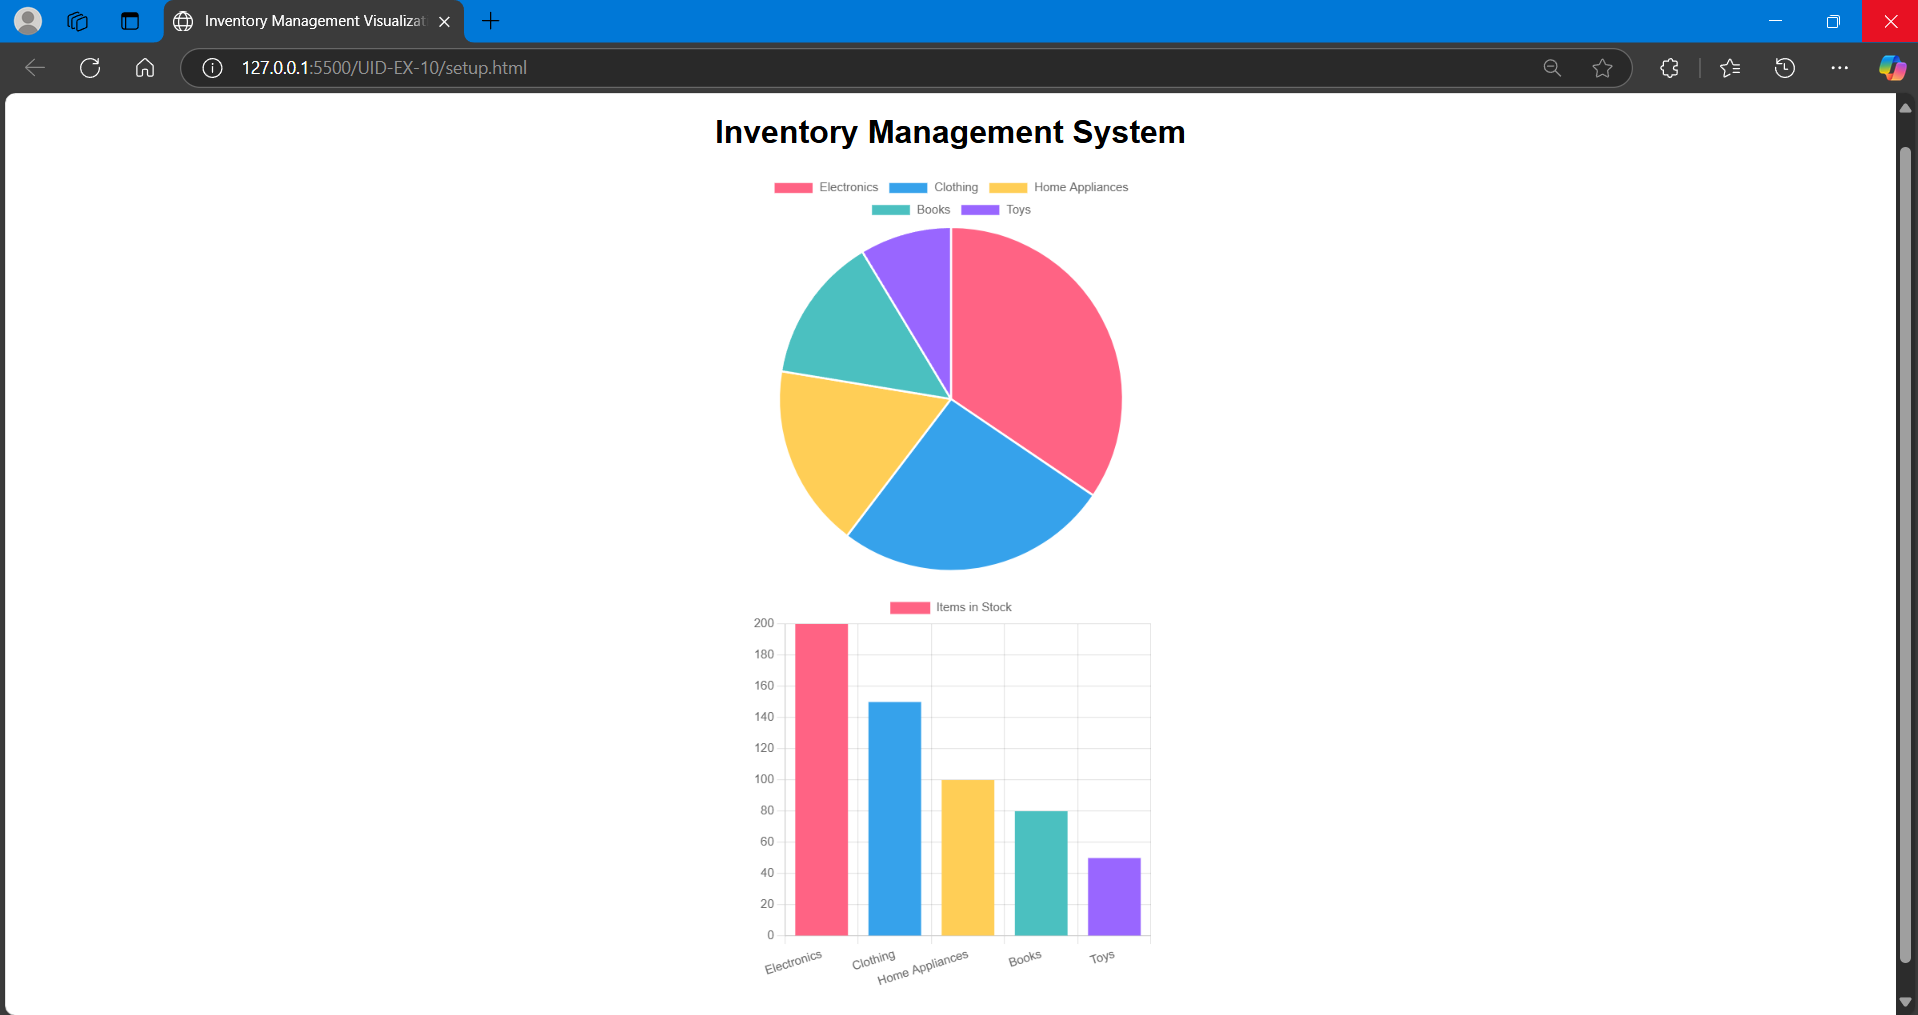 Inventory Management Visualizat
127.0.0.1:5500/UID-EX-10/setup.html
Inventory Management System
Electronics Clothing Home Appliances
Books Toys
Items in Stock
200
180
160
140
120
100
80
60
40
20
0
Electronics Clothing Home Appliances Books Toys